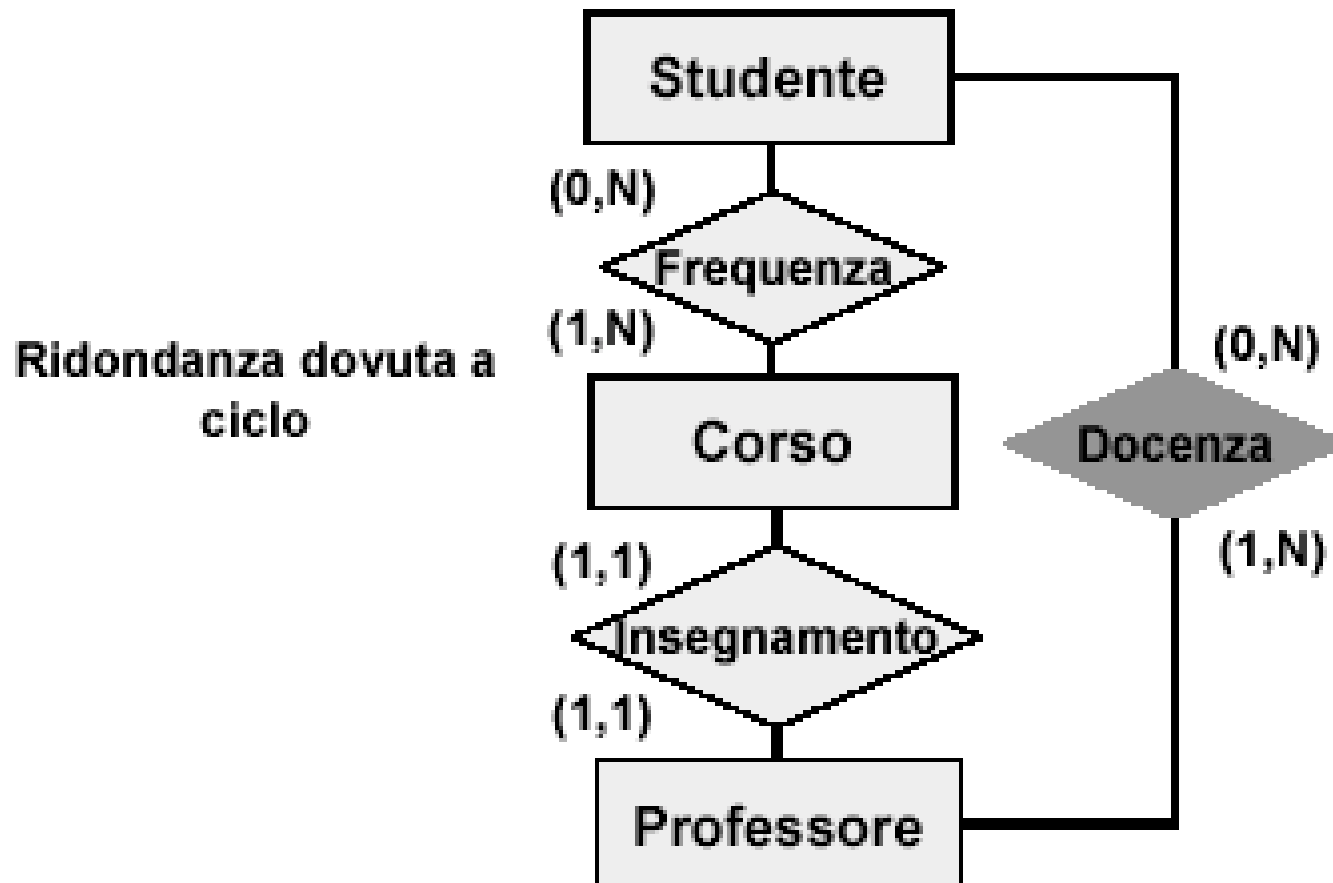 Studente
(0,N)
Frequenza
(1,N)
Ridondanza dovuta a
ciclo
Corso
(0,N)
Docenza
(1,N)
(1,1)
Insegnamento
(1,1)
Professore